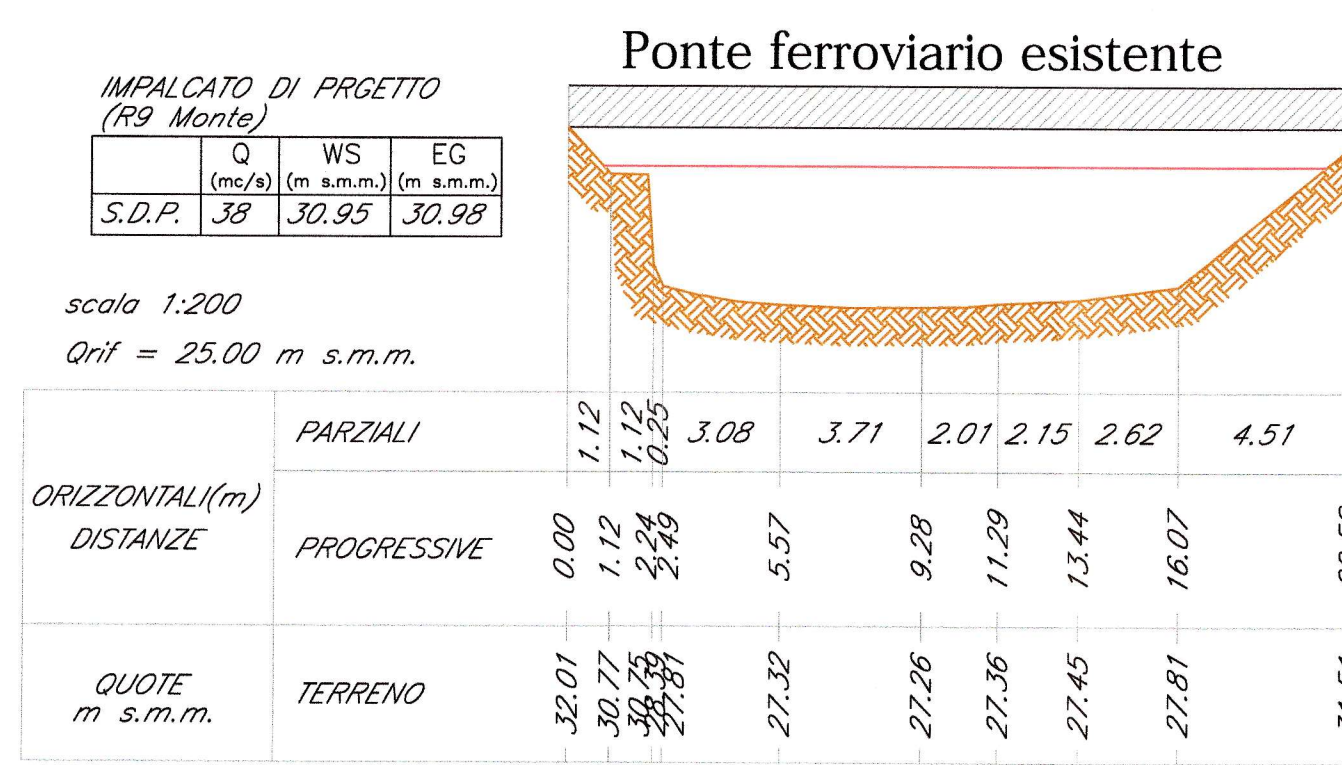 Ponte ferroviario esistente
IMPALCATO DI PRGETTO
(R9 Monte)
Q WS EG
(mc/s) (m s.m.m.) (m s.m.m.)
S.D.P. 38 30.95 30.98
scala 1:200
Qrif = 25.00 m s.m.m.
ORIZZONTALI(m)
DISTANZE
PARZIALI 1.12 1.12 0.25 3.08 3.71 2.01 2.15 2.62 4.51
PROGRESSIVE 0.00 1.12 2.24 2.49 5.57 9.28 11.29 13.44 16.07
QUOTE
m s.m.m.
TERRENO 32.01 30.77 30.75 28.39 27.81 27.32 27.26 27.36 27.45 27.81